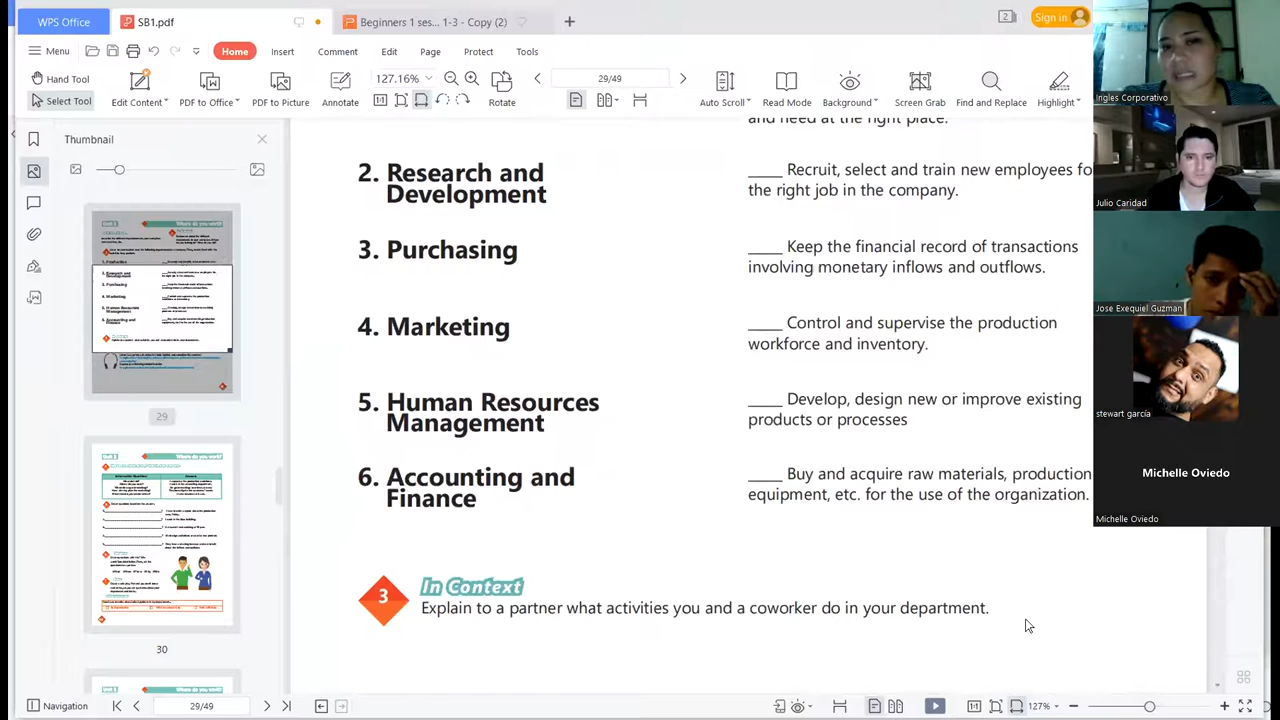 WPS Office
SB1.pdf
Beginners 1 ses... 1-3 - Copy (2)
2
Sign in
Menu
Home
Insert
Comment
Edit
Page
Protect
Tools
Hand Tool
Select Tool
Edit Content
PDF to Office
PDF to Picture
Annotate
127.16%
Rotate
29/49
Auto Scroll
Read Mode
Background
Screen Grab
Find and Replace
Highlight
Thumbnail
29
30
and need at the right place.
2. Research and
Development
____ Recruit, select and train new employees fo
the right job in the company.
3. Purchasing
____ Keep the financial record of transactions
involving monetary inflows and outflows.
4. Marketing
____ Control and supervise the production
workforce and inventory.
5. Human Resources
Management
____ Develop, design new or improve existing
products or processes
6. Accounting and
Finance
____ Buy and acquire raw materials, production
equipment, etc. for the use of the organization.
3
In Context
Explain to a partner what activities you and a coworker do in your department.
Ingles Corporativo
Julio Caridad
Jose Exequiel Guzman
stewart garcía
Michelle Oviedo
Michelle Oviedo
Navigation
29/49
127%